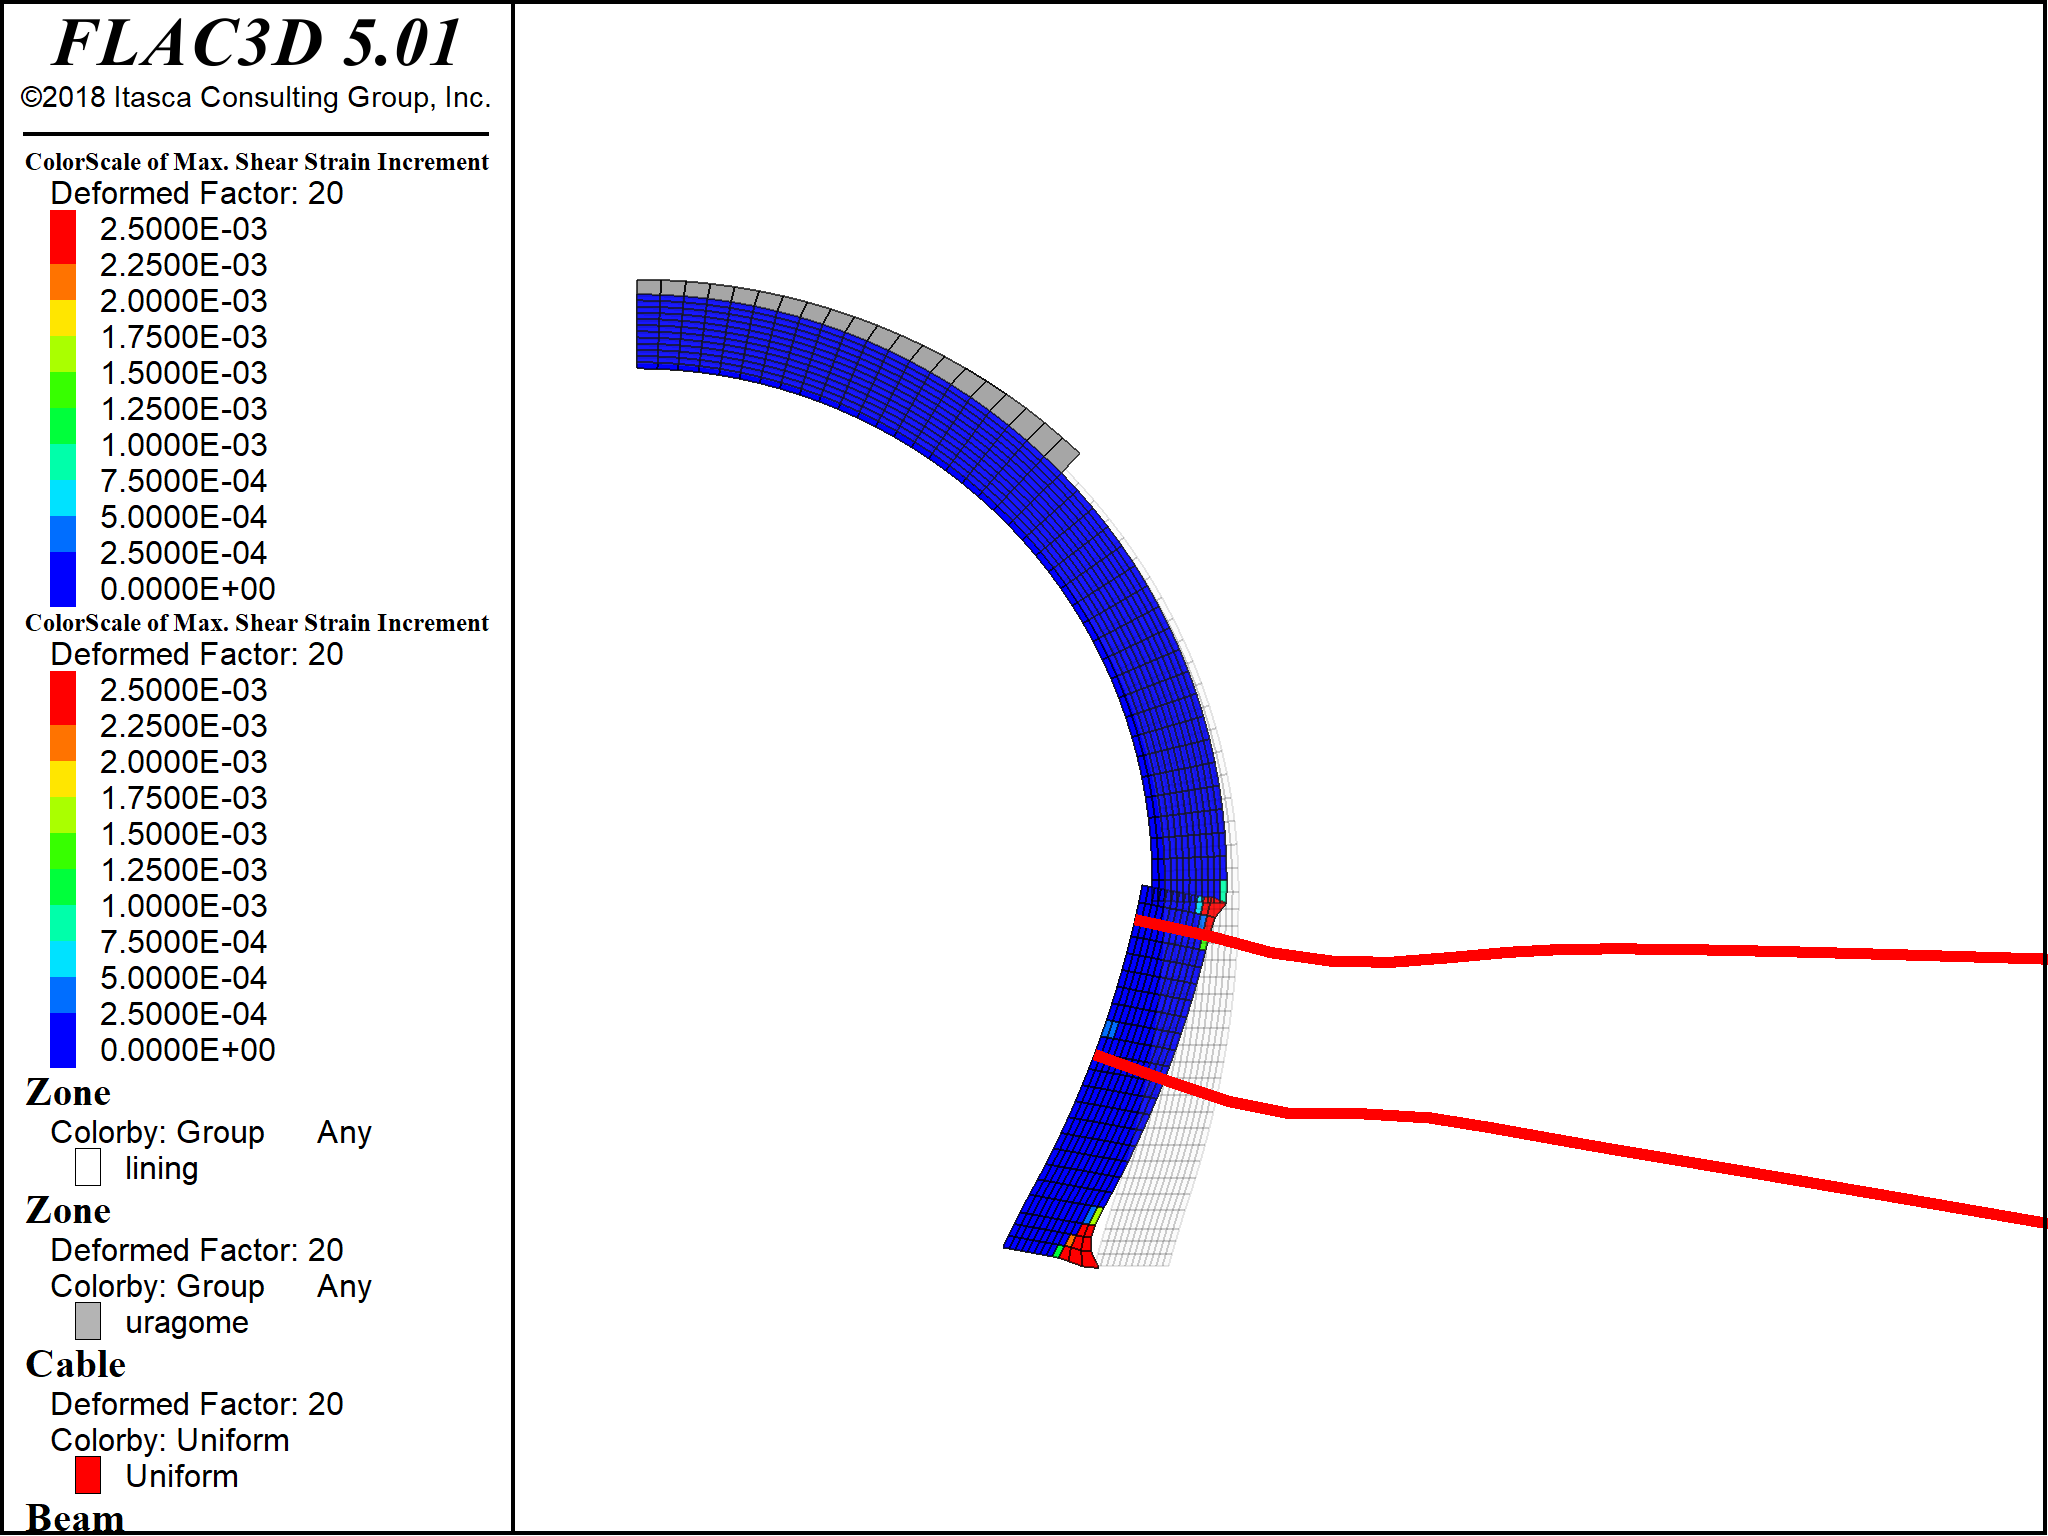 FLAC3D 5.01
©2018 Itasca Consulting Group, Inc.
ColorScale of Max. Shear Strain Increment
Deformed Factor: 20
2.5000E-03
2.2500E-03
2.0000E-03
1.7500E-03
1.5000E-03
1.2500E-03
1.0000E-03
7.5000E-04
5.0000E-04
2.5000E-04
0.0000E+00
ColorScale of Max. Shear Strain Increment
Deformed Factor: 20
2.5000E-03
2.2500E-03
2.0000E-03
1.7500E-03
1.5000E-03
1.2500E-03
1.0000E-03
7.5000E-04
5.0000E-04
2.5000E-04
0.0000E+00
Zone
Colorby: Group Any
lining
Zone
Deformed Factor: 20
Colorby: Group Any
uragome
Cable
Deformed Factor: 20
Colorby: Uniform
Uniform
Beam